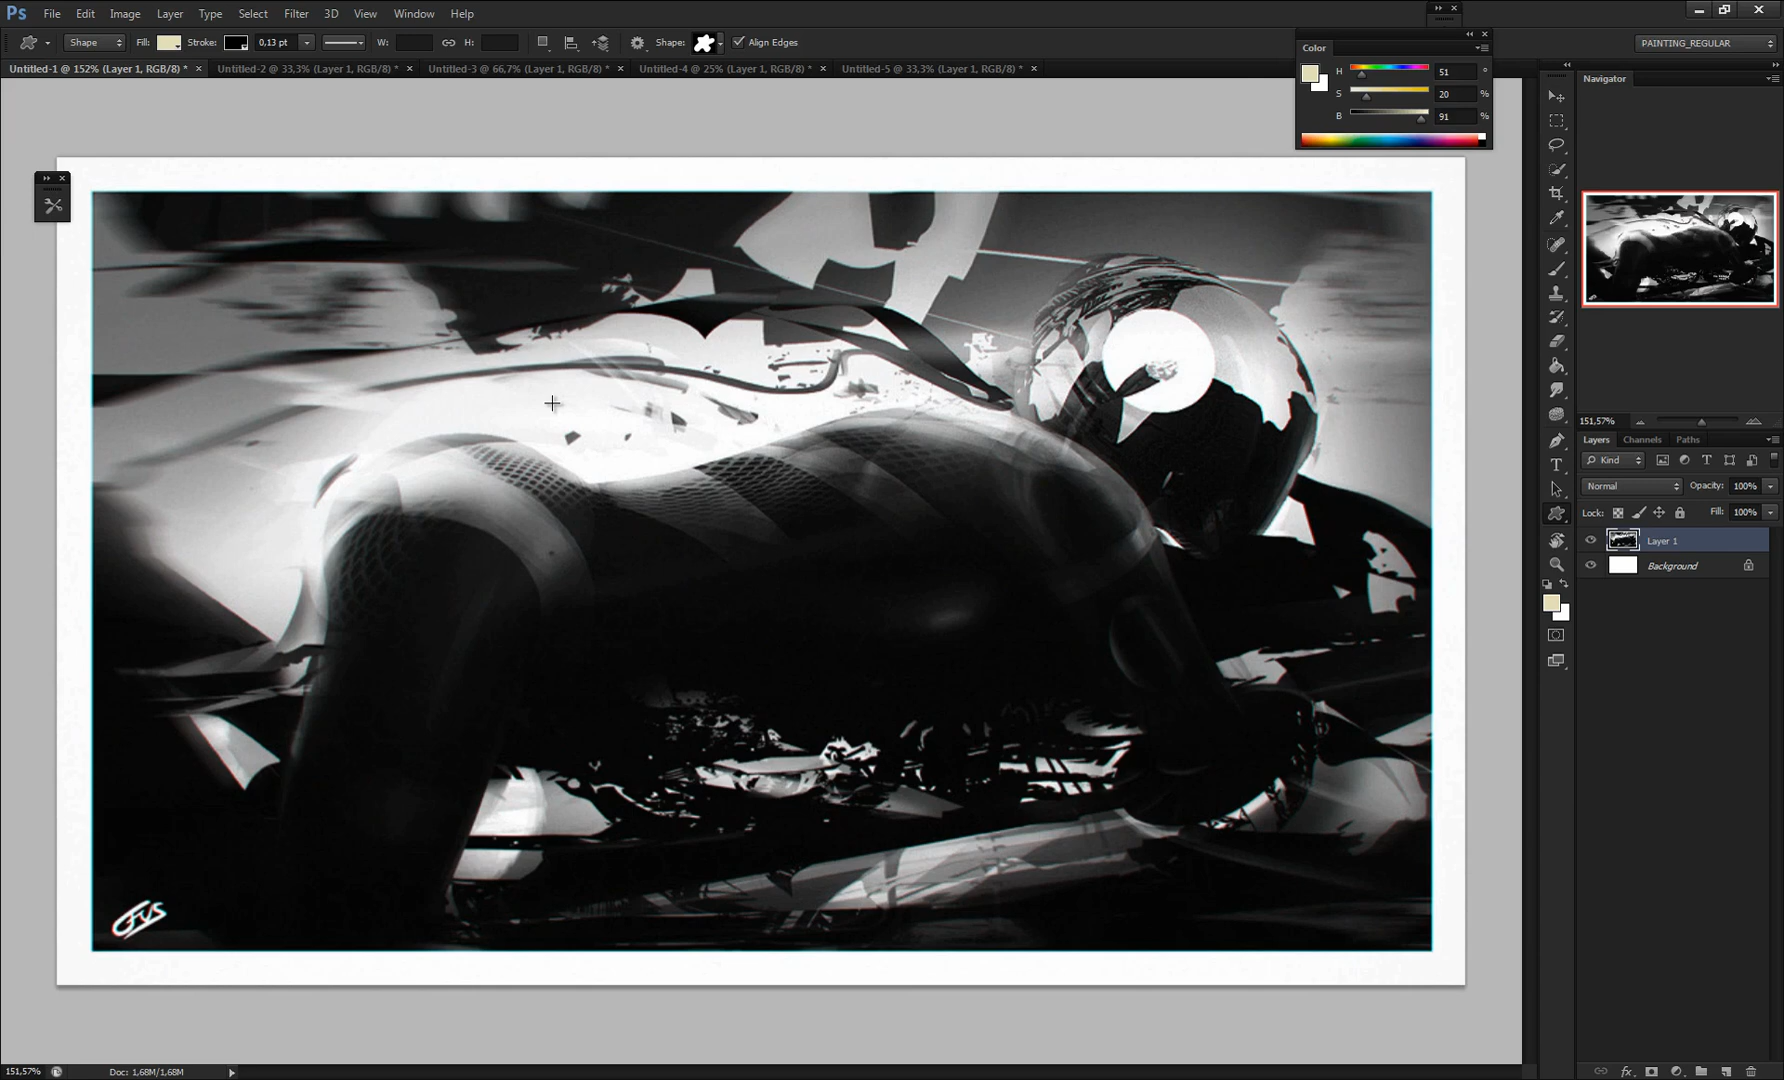 Ps File Edit Image Layer Type Select Filter 3D View Window Help
Shape Fill: Stroke: 0,13 pt W: H: Shape: Align Edges
PAINTING_REGULAR
Untitled-1 @ 152% (Layer 1, RGB/8) * Untitled-2 @ 33,3% (Layer 1, RGB/8) * Untitled-3 @ 66,7% (Layer 1, RGB/8) * Untitled-4 @ 25% (Layer 1, RGB/8) * Untitled-5 @ 33,3% (Layer 1, RGB/8) *
Color
H 51 °
S 20 %
B 91 %
Navigator
151,57%
Layers Channels Paths
Kind
Normal Opacity: 100%
Lock: Fill: 100%
Layer 1
Background
151,57% Doc: 1,68M/1,68M